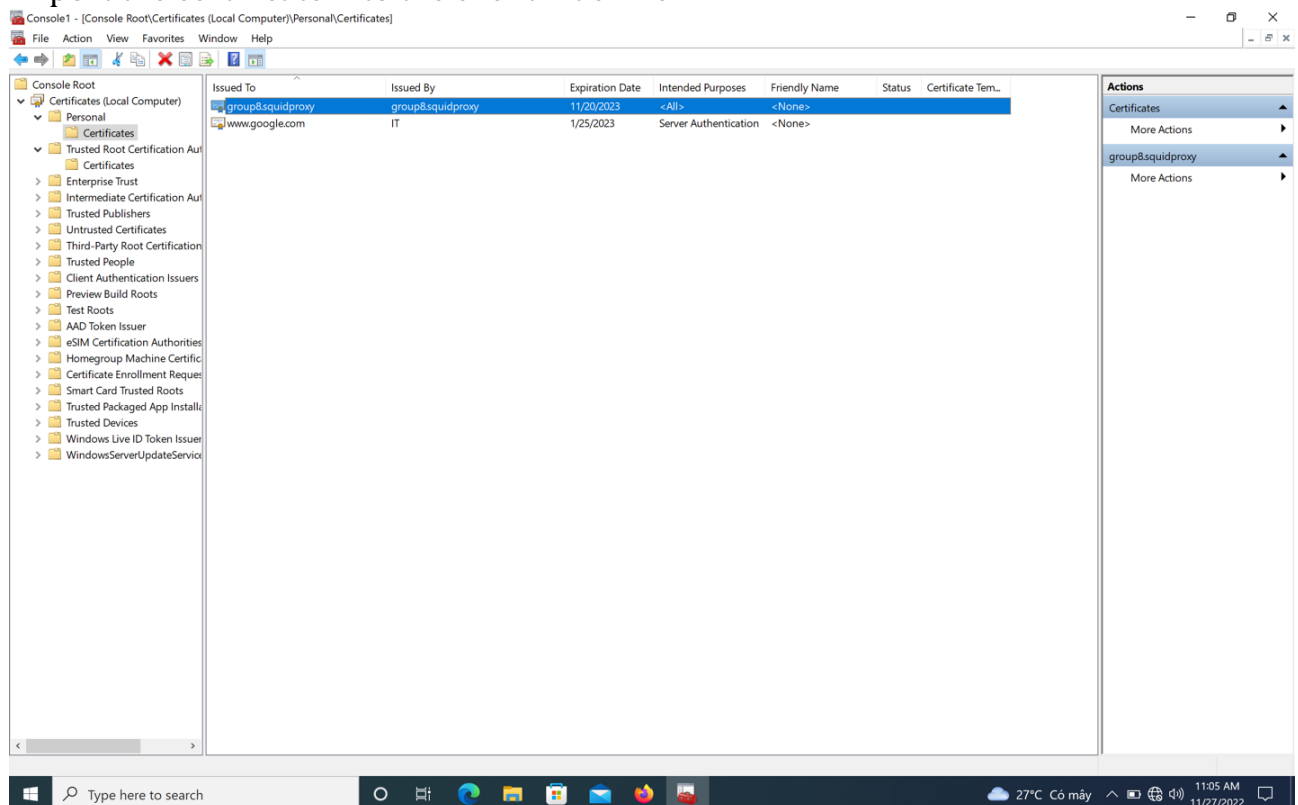 Console1 - [Console Root\Certificates (Local Computer)\Personal\Certificates]
File Action View Favorites Window Help
Console Root
Certificates (Local Computer)
Personal
Certificates
Trusted Root Certification Aut
Certificates
Enterprise Trust
Intermediate Certification Aut
Trusted Publishers
Untrusted Certificates
Third-Party Root Certification
Trusted People
Client Authentication Issuers
Preview Build Roots
Test Roots
AAD Token Issuer
eSIM Certification Authorities
Homegroup Machine Certific
Certificate Enrollment Reques
Smart Card Trusted Roots
Trusted Packaged App Installa
Trusted Devices
Windows Live ID Token Issuer
WindowsServerUpdateService
Issued To Issued By Expiration Date Intended Purposes Friendly Name Status Certificate Tem...
group8.squidproxy group8.squidproxy 11/20/2023 <All> <None>
www.google.com IT 1/25/2023 Server Authentication <None>
Actions
Certificates
More Actions
group8.squidproxy
More Actions
Type here to search
27°C Có mây
11:05 AM
11/27/2022